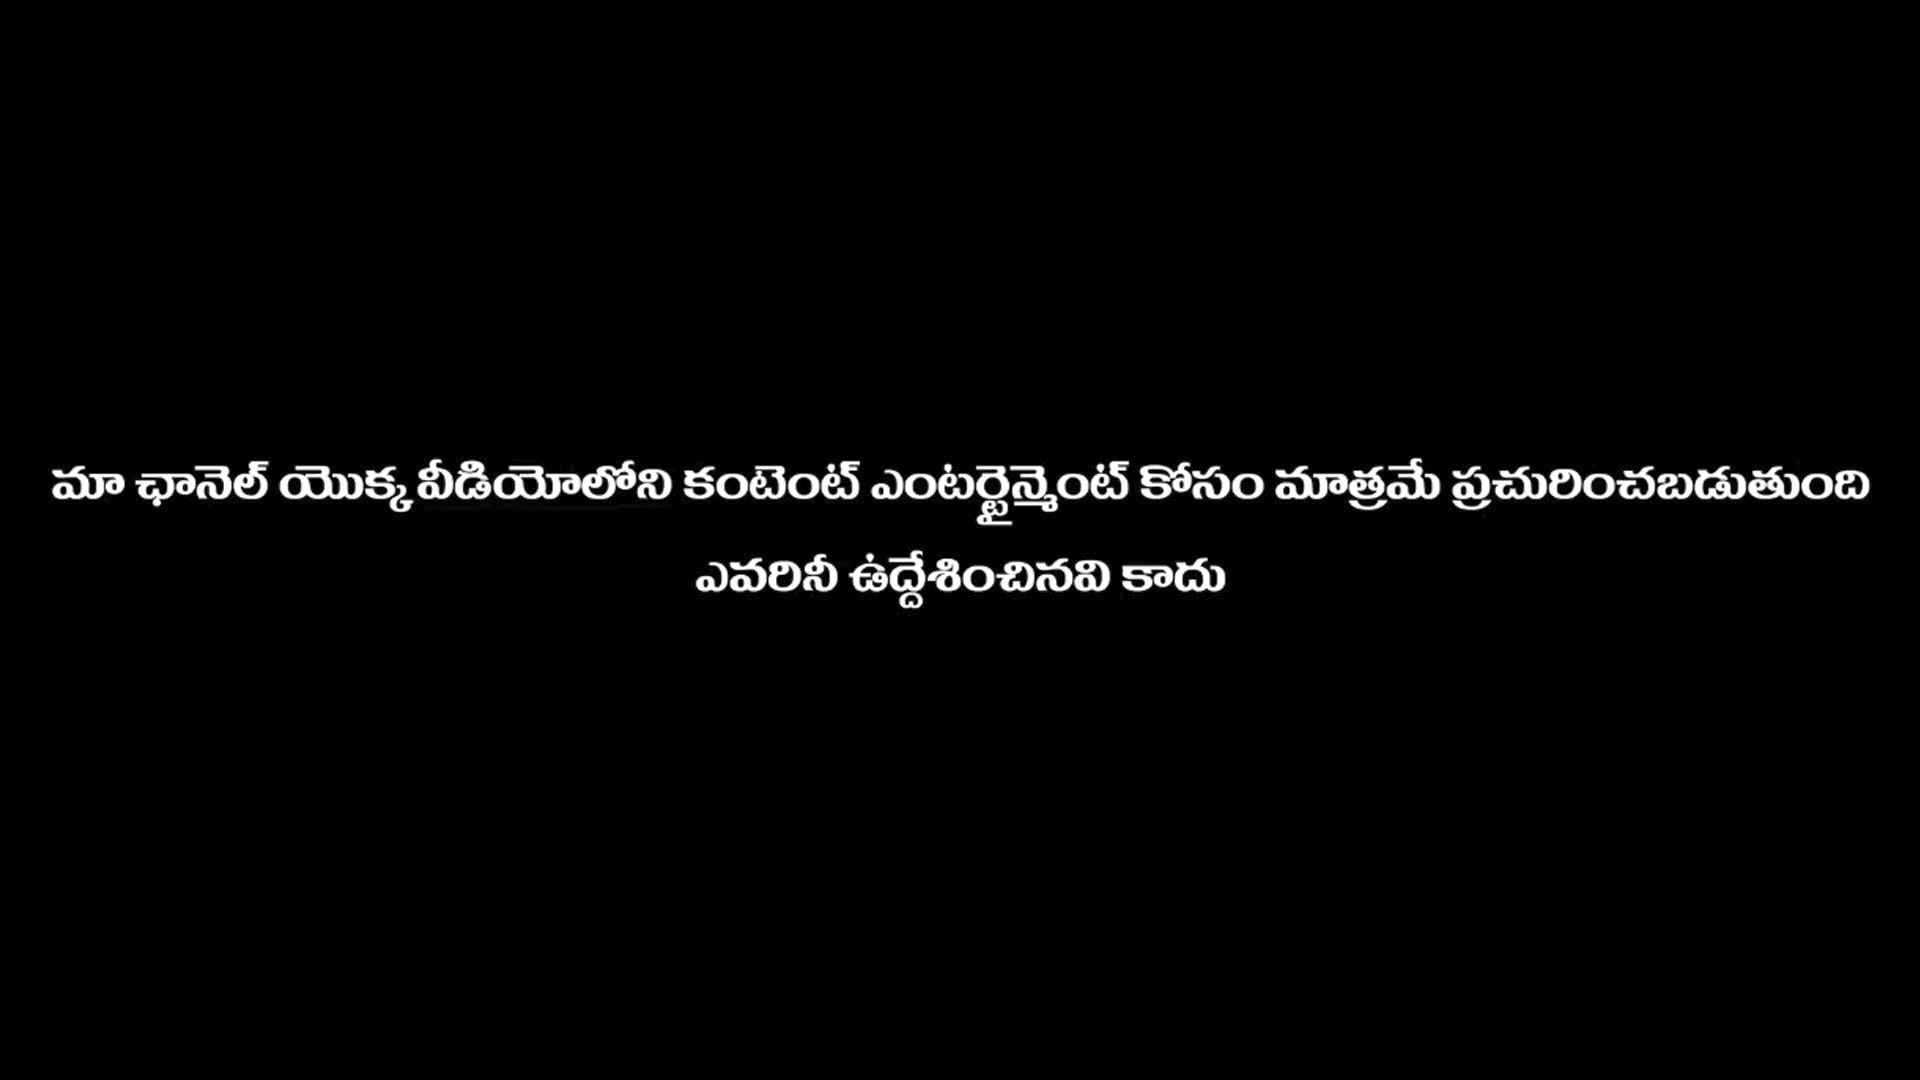 మా ఛానెల్ యొక్క వీడియోలోని కంటెంట్ ఎంటర్టైన్మెంట్ కోసం మాత్రమే ప్రచురించబడుతుంది
ఎవరినీ ఉద్దేశించినవి కాదు